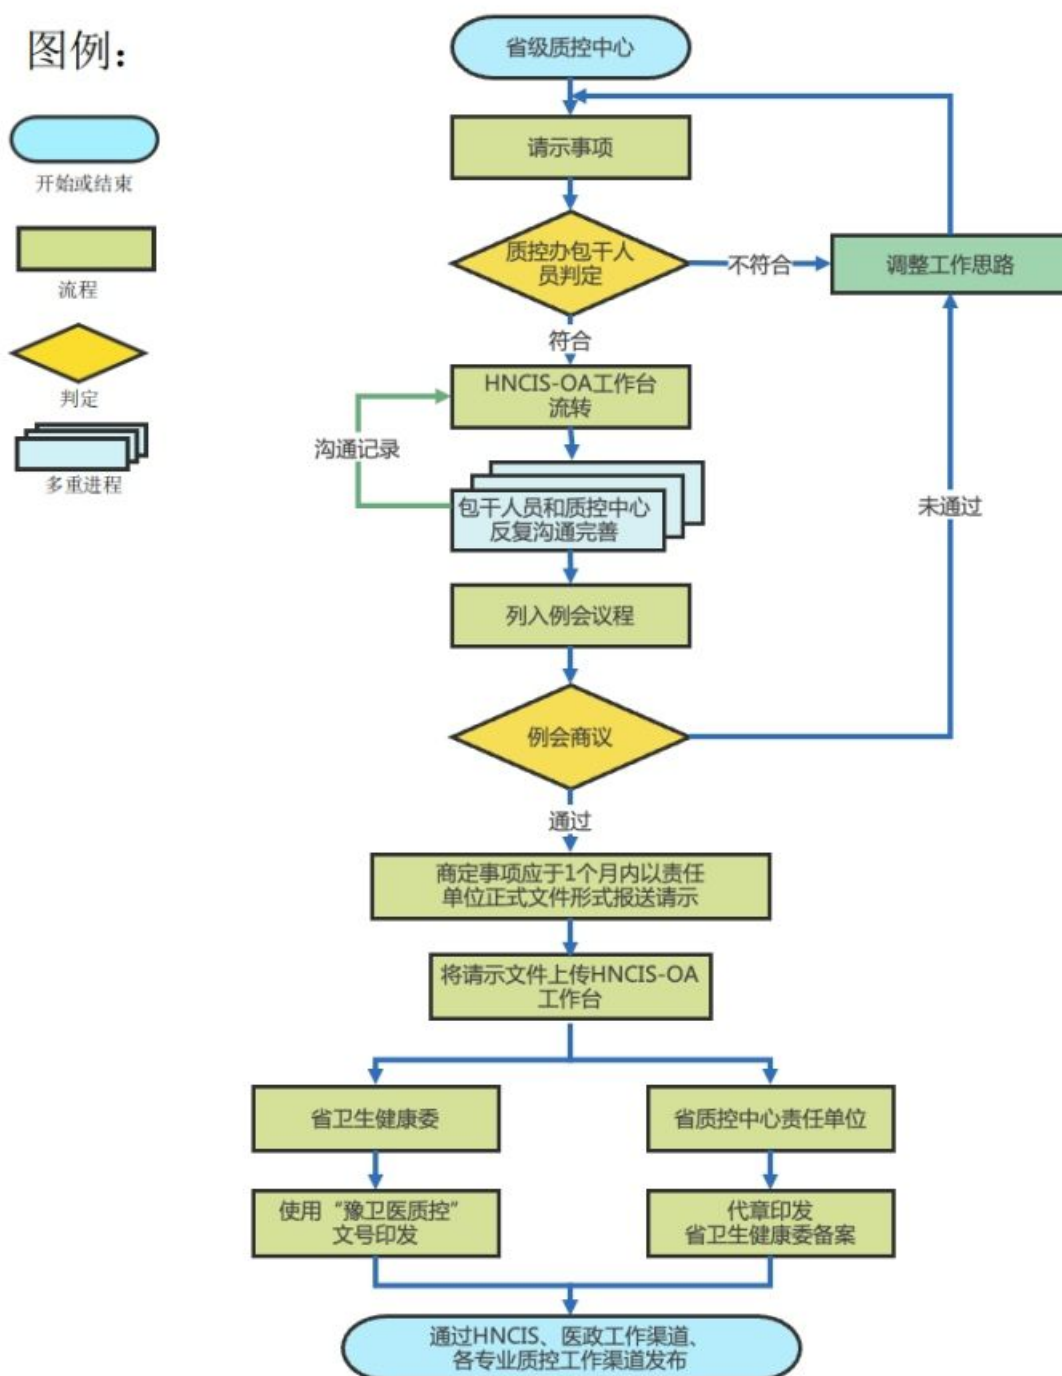 图例：
开始或结束
流程
判定
多重进程
省级质控中心
请示事项
质控办包干人
员判定
不符合
调整工作思路
符合
HNCIS-OA工作台
流转
沟通记录
包干人员和质控中心
反复沟通完善
未通过
列入例会议程
例会商议
通过
商定事项应于1个月内以责任
单位正式文件形式报送请示
将请示文件上传HNCIS-OA
工作台
省卫生健康委
省质控中心责任单位
使用“豫卫医质控”
文号印发
代章印发
省卫生健康委备案
通过HNCIS、医政工作渠道、
各专业质控工作渠道发布